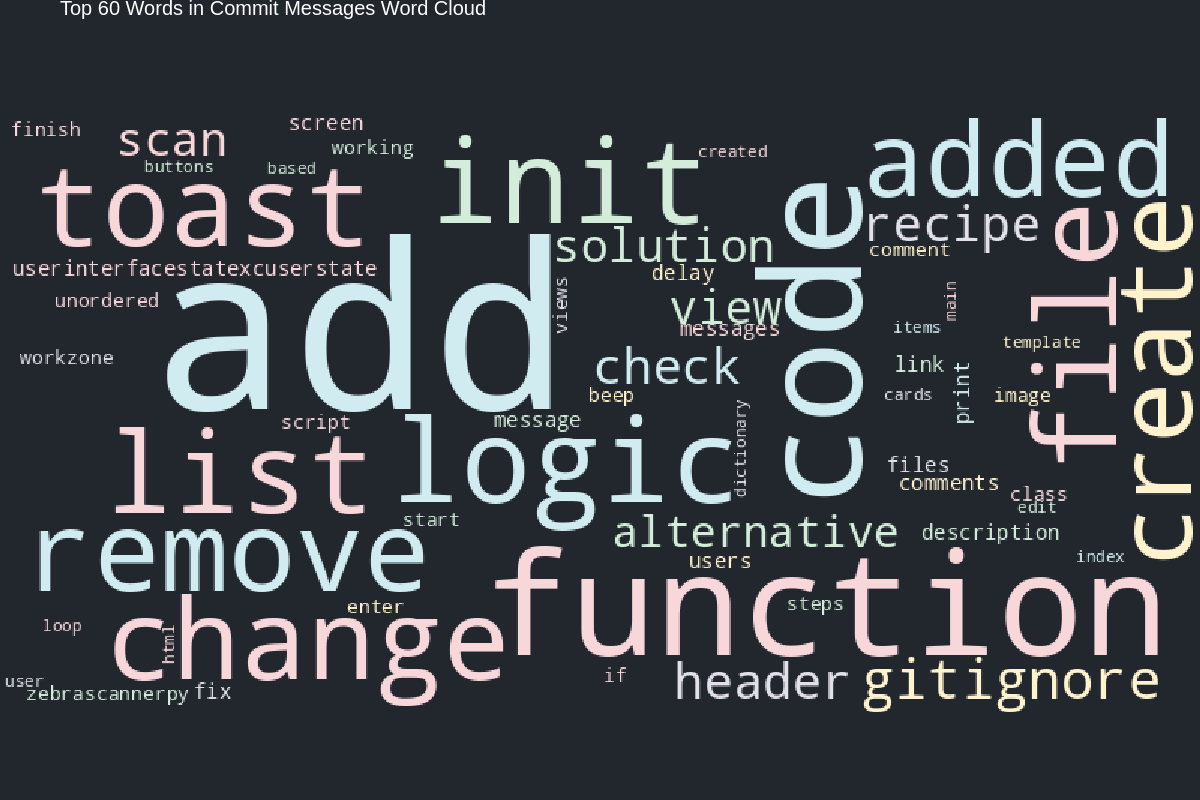 Top 60 Words in Commit Messages Word Cloud
finish
scan
screen
working
buttons
based
toast
init
created
added
recipe
comment
userinterfacestatexcuserstate
solution
delay
unordered
add
views
view
messages
code
main
items
file
create
workzone
check
template
link
cards
print
image
beep
script
message
dictionary
list
logic
files
comments
class
edit
start
remove
alternative
description
index
users
function
enter
steps
loop
change
html
if
user
zebrascannerpy
fix
header
gitignore